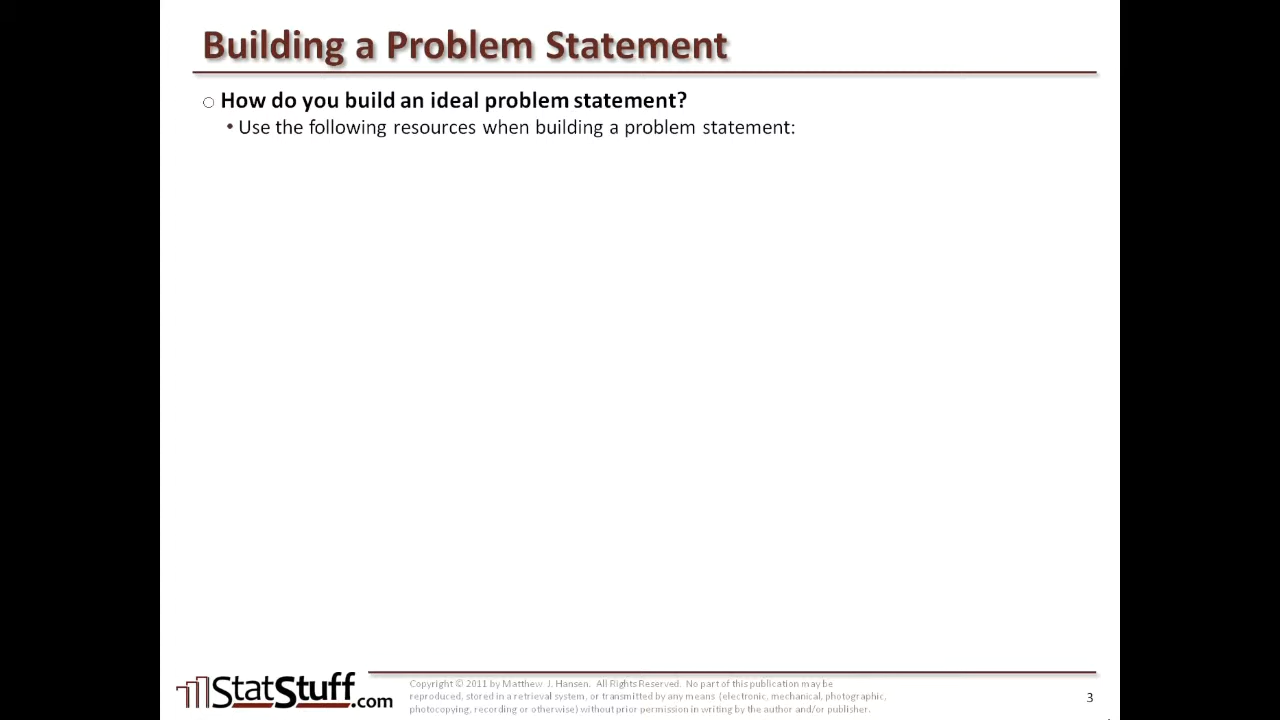 Building a Problem Statement
How do you build an ideal problem statement?
Use the following resources when building a problem statement:
StatStuff.com
Copyright © 2011 by Matthew J. Hansen. All Rights Reserved. No part of this publication may be
reproduced, stored in a retrieval system, or transmitted by any means (electronic, mechanical, photographic,
photocopying, recording or otherwise) without prior permission in writing by the author and/or publisher.
3